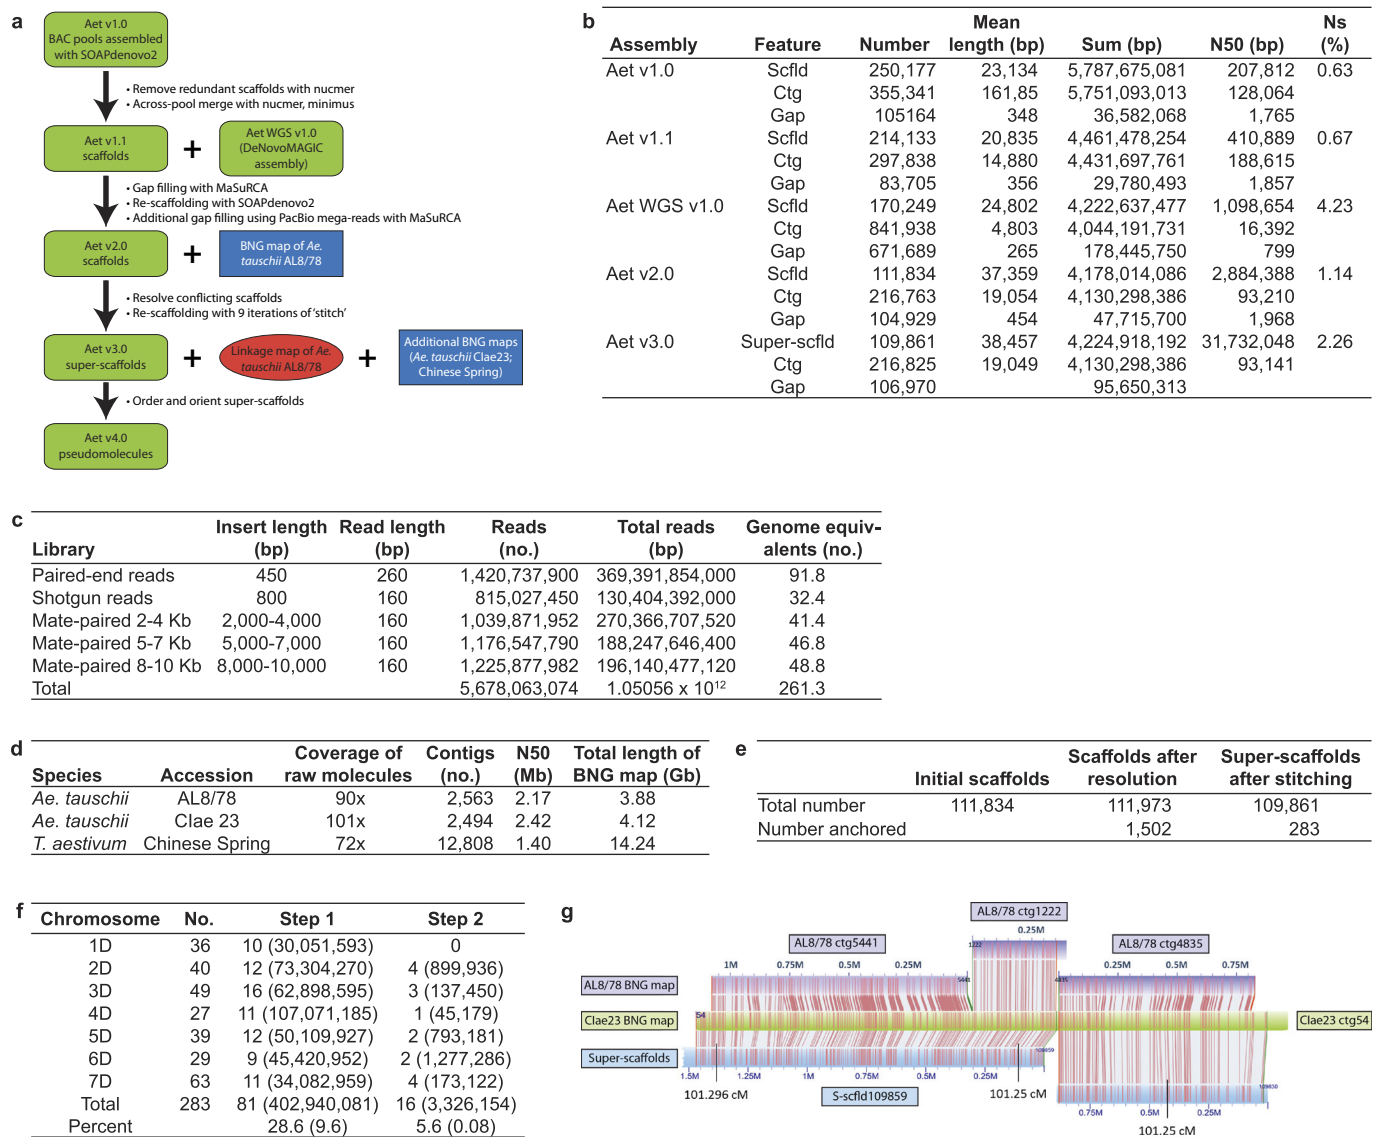 a
Aet v1.0
BAC pools assembled
with SOAPdenovo2
• Remove redundant scaffolds with nucmer
• Across-pool merge with nucmer, minimus
Aet v1.1
scaffolds
+
Aet WGS v1.0
(DeNovoMAGIC
assembly)
• Gap filling with MaSuRCA
• Re-scaffolding with SOAPdenovo2
• Additional gap filling using PacBio mega-reads with MaSuRCA
Aet v2.0
scaffolds
+
BNG map of Ae.
tauschii AL8/78
• Resolve conflicting scaffolds
• Re-scaffolding with 9 iterations of 'stitch'
Aet v3.0
super-scaffolds
+
Linkage map of Ae.
tauschii AL8/78
+
Additional BNG maps
(Ae. tauschii Clae23;
Chinese Spring)
• Order and orient super-scaffolds
Aet v4.0
pseudomolecules
b
Assembly Feature Number Mean length (bp) Sum (bp) N50 (bp) Ns (%)
Aet v1.0 Scfld 250,177 23,134 5,787,675,081 207,812 0.63
Ctg 355,341 161,85 5,751,093,013 128,064
Gap 105164 348 36,582,068 1,765
Aet v1.1 Scfld 214,133 20,835 4,461,478,254 410,889 0.67
Ctg 297,838 14,880 4,431,697,761 188,615
Gap 83,705 356 29,780,493 1,857
Aet WGS v1.0 Scfld 170,249 24,802 4,222,637,477 1,098,654 4.23
Ctg 841,938 4,803 4,044,191,731 16,392
Gap 671,689 265 178,445,750 799
Aet v2.0 Scfld 111,834 37,359 4,178,014,086 2,884,388 1.14
Ctg 216,763 19,054 4,130,298,386 93,210
Gap 104,929 454 47,715,700 1,968
Aet v3.0 Super-scfld 109,861 38,457 4,224,918,192 31,732,048 2.26
Ctg 216,825 19,049 4,130,298,386 93,141
Gap 106,970 95,650,313
c
Library Insert length (bp) Read length (bp) Reads (no.) Total reads (bp) Genome equiv-alents (no.)
Paired-end reads 450 260 1,420,737,900 369,391,854,000 91.8
Shotgun reads 800 160 815,027,450 130,404,392,000 32.4
Mate-paired 2-4 Kb 2,000-4,000 160 1,039,871,952 270,366,707,520 41.4
Mate-paired 5-7 Kb 5,000-7,000 160 1,176,547,790 188,247,646,400 46.8
Mate-paired 8-10 Kb 8,000-10,000 160 1,225,877,982 196,140,477,120 48.8
Total 5,678,063,074 1.05056 x 10¹² 261.3
d
Species Accession Coverage of raw molecules Contigs (no.) N50 (Mb) Total length of BNG map (Gb)
Ae. tauschii AL8/78 90x 2,563 2.17 3.88
Ae. tauschii Clae 23 101x 2,494 2.42 4.12
T. aestivum Chinese Spring 72x 12,808 1.40 14.24
e
Initial scaffolds Scaffolds after resolution Super-scaffolds after stitching
Total number 111,834 111,973 109,861
Number anchored 1,502 283
f
Chromosome No. Step 1 Step 2
1D 36 10 (30,051,593) 0
2D 40 12 (73,304,270) 4 (899,936)
3D 49 16 (62,898,595) 3 (137,450)
4D 27 11 (107,071,185) 1 (45,179)
5D 39 12 (50,109,927) 2 (793,181)
6D 29 9 (45,420,952) 2 (1,277,286)
7D 63 11 (34,082,959) 4 (173,122)
Total 283 81 (402,940,081) 16 (3,326,154)
Percent 28.6 (9.6) 5.6 (0.08)
g
AL8/78 ctg1222
0.25M
1222
AL8/78 ctg5441
AL8/78 ctg4835
1M 0.75M 0.5M 0.25M
0.25M 0.5M 0.75M
5441
4835
AL8/78 BNG map
54
Clae23 BNG map
Clae23 ctg54
Super-scaffolds
109859
1.5M 1.25M 1M 0.75M 0.5M 0.25M
101.296 cM
S-scfld109859
101.25 cM
109830
0.75M 0.5M 0.25M
101.25 cM